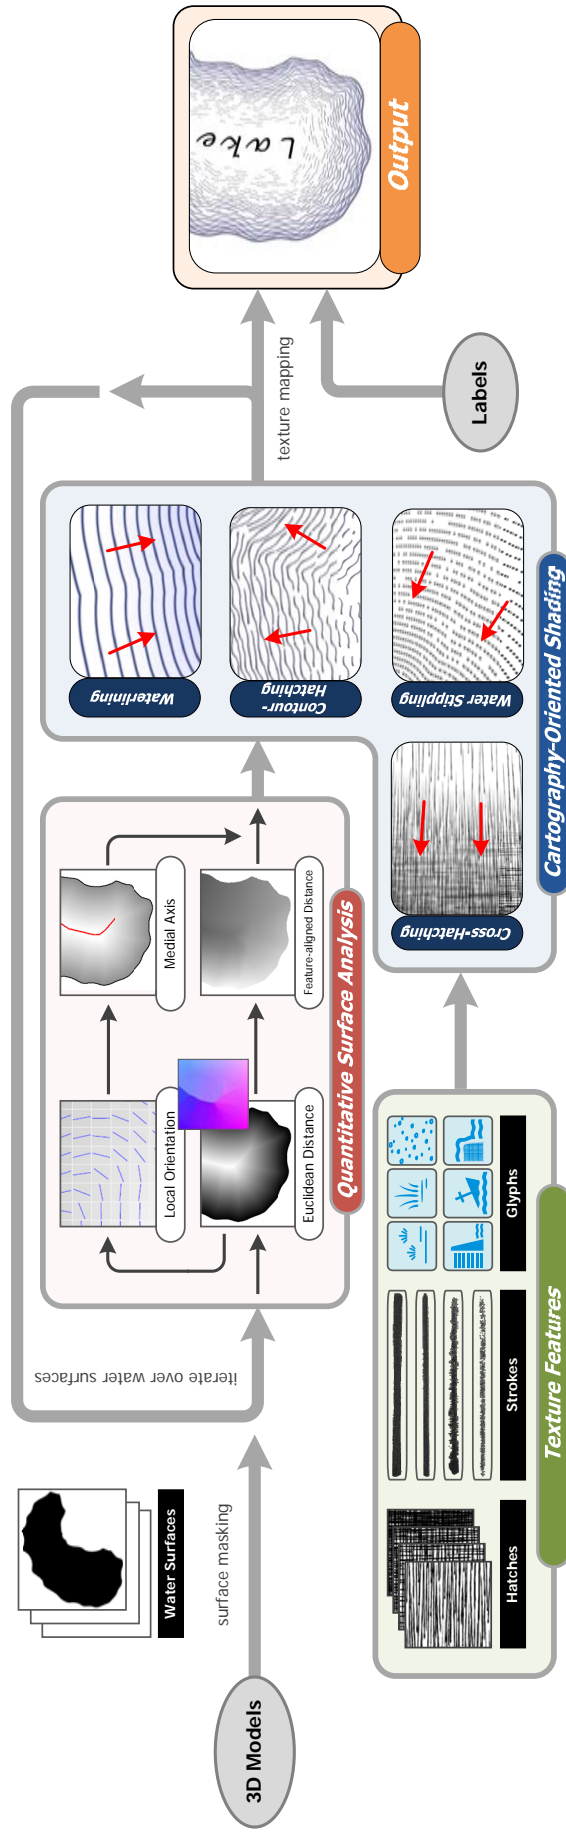 3D Models
surface masking
Water Surfaces
iterate over water surfaces
Local Orientation
Medial Axis
Euclidean Distance
Feature-aligned Distance
Quantitative Surface Analysis
Hatches
Strokes
Glyphs
Texture Features
Waterlining
Contour-
Hatching
Water Stippling
Cross-Hatching
Cartography-Oriented Shading
texture mapping
Labels
Lake
Output